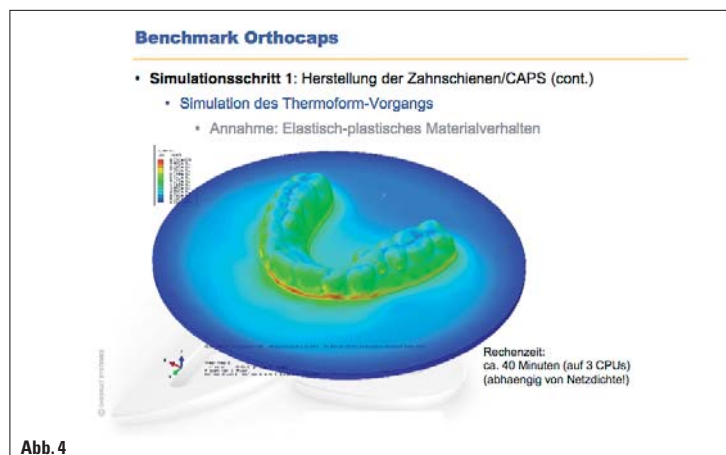 Benchmark Orthocaps
• Simulationsschritt 1: Herstellung der Zahnschienen/CAPS (cont.)
• Simulation des Thermoform-Vorgangs
• Annahme: Elastisch-plastisches Materialverhalten
Rechenzeit:
ca. 40 Minuten (auf 3 CPUs)
(abhaengig von Netzdichte!)
Abb. 4